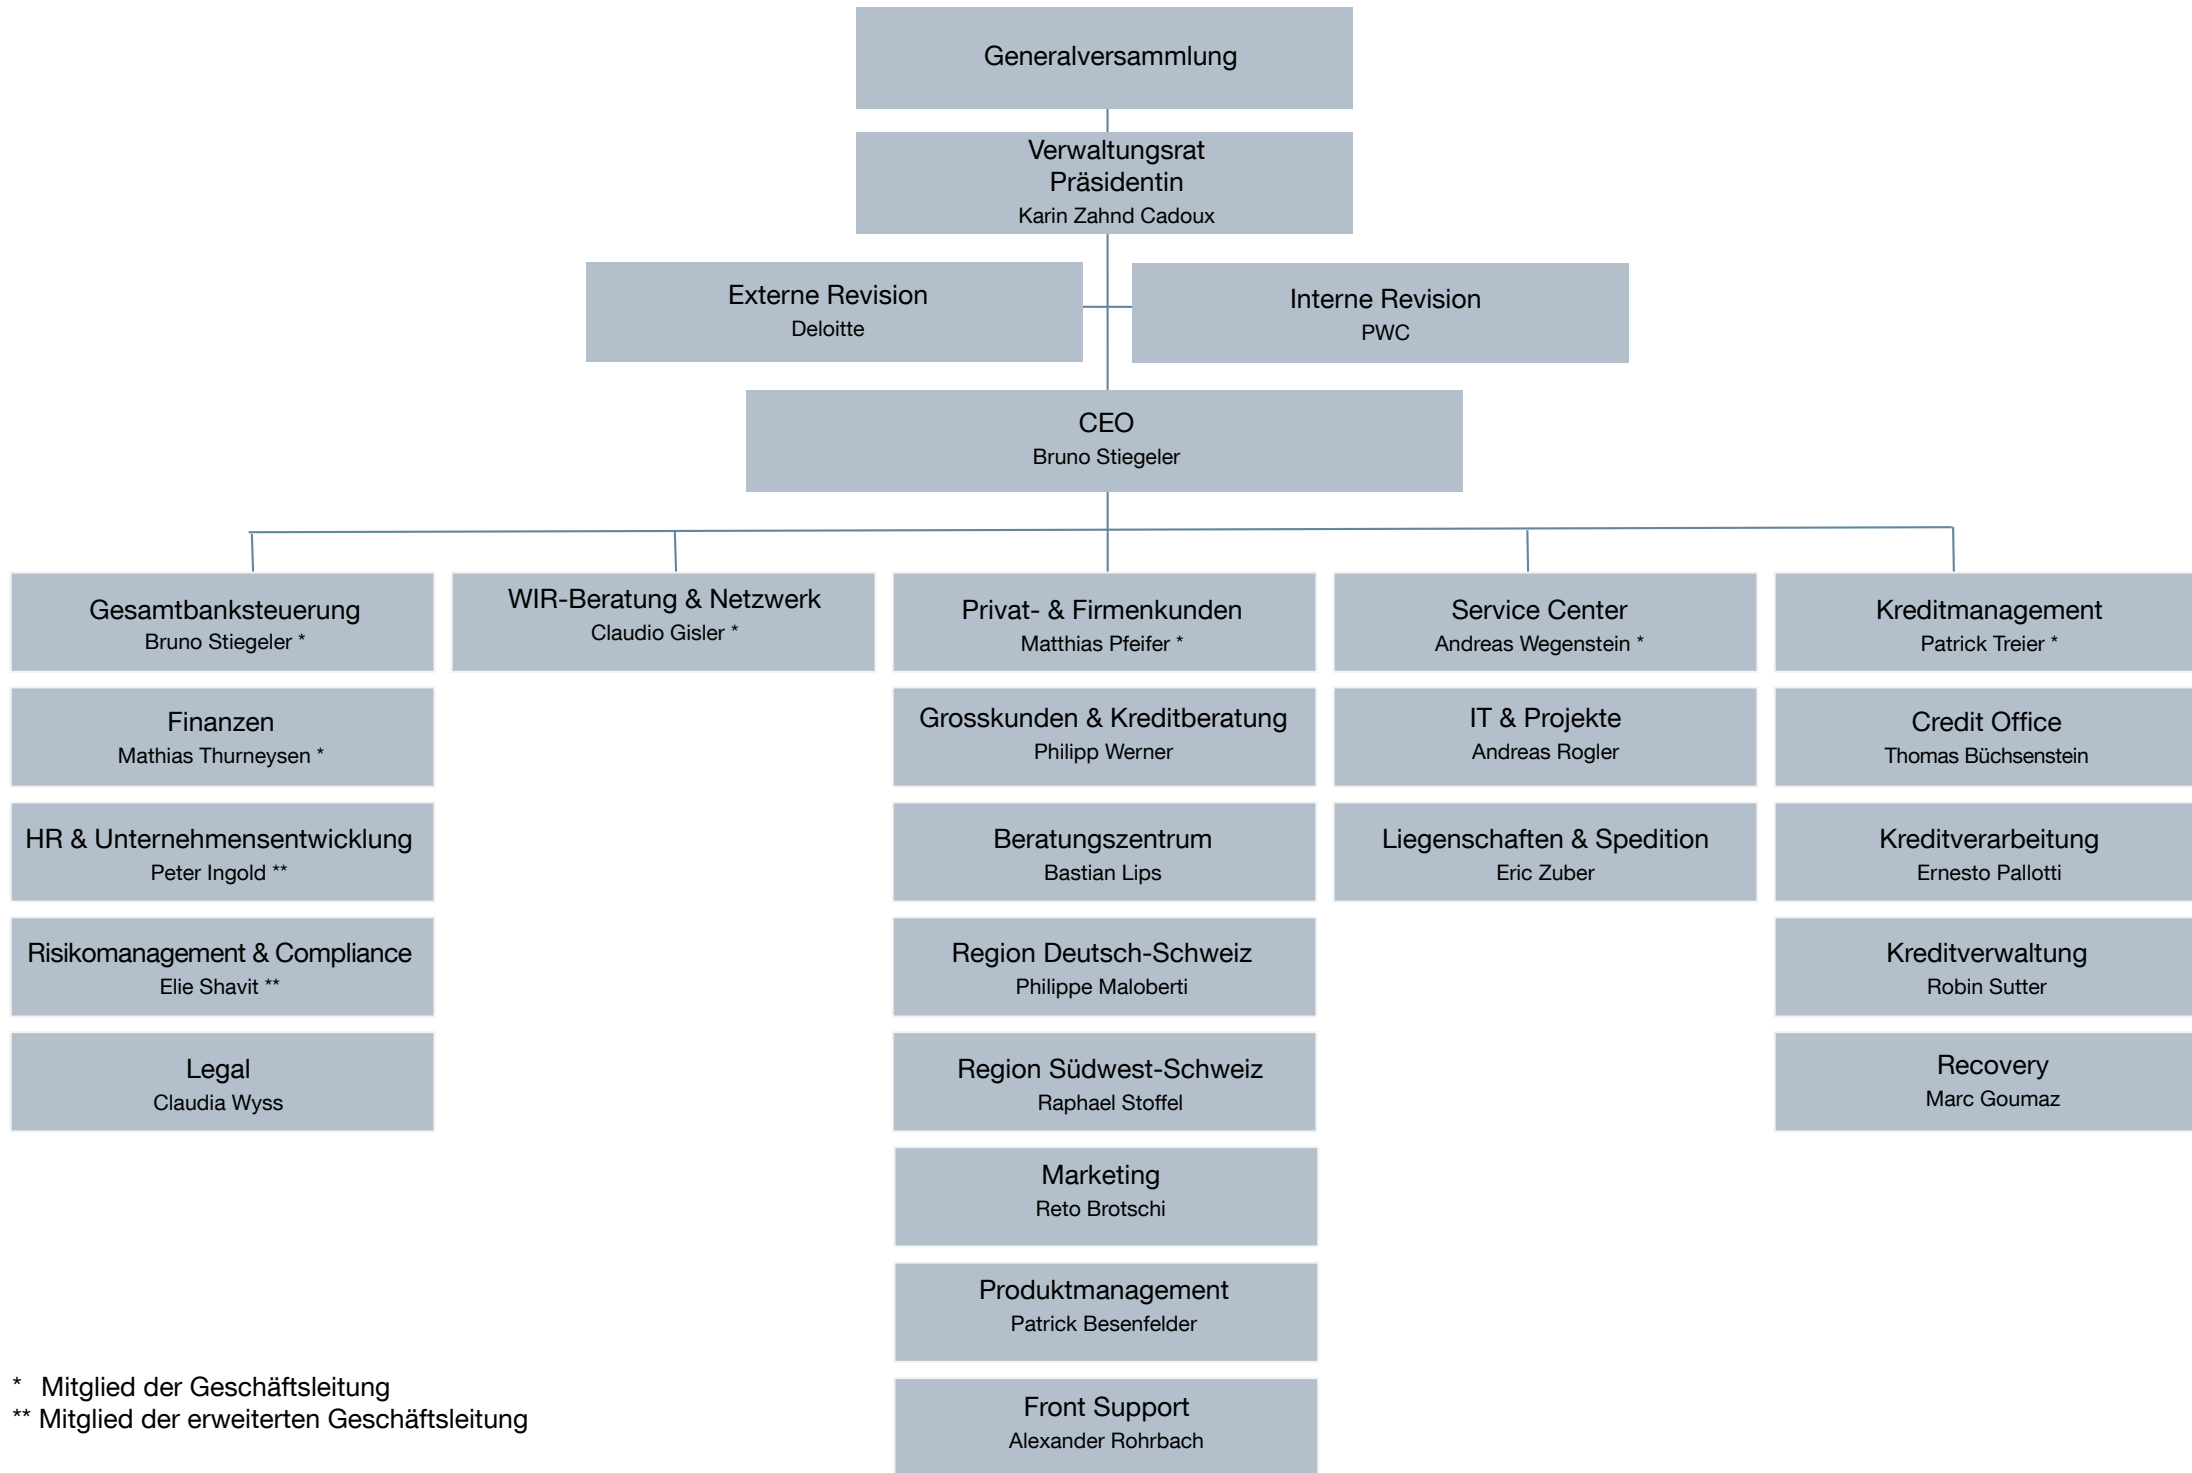 Generalversammlung
Verwaltungsrat
Präsidentin
Karin Zahnd Cadoux
Externe Revision
Deloitte
Interne Revision
PWC
CEO
Bruno Stiegeler
Gesamtbanksteuerung
Bruno Stiegeler *
Finanzen
Mathias Thurneysen *
HR & Unternehmensentwicklung
Peter Ingold **
Risikomanagement & Compliance
Elie Shavit **
Legal
Claudia Wyss
WIR-Beratung & Netzwerk
Claudio Gisler *
Privat- & Firmenkunden
Matthias Pfeifer *
Grosskunden & Kreditberatung
Philipp Werner
Beratungszentrum
Bastian Lips
Region Deutsch-Schweiz
Philippe Maloberti
Region Südwest-Schweiz
Raphael Stoffel
Marketing
Reto Brotschi
Produktmanagement
Patrick Besenfelder
Front Support
Alexander Rohrbach
Service Center
Andreas Wegenstein *
IT & Projekte
Andreas Rogler
Liegenschaften & Spedition
Eric Zuber
Kreditmanagement
Patrick Treier *
Credit Office
Thomas Büchsenstein
Kreditverarbeitung
Ernesto Pallotti
Kreditverwaltung
Robin Sutter
Recovery
Marc Goumaz
* Mitglied der Geschäftsleitung
** Mitglied der erweiterten Geschäftsleitung